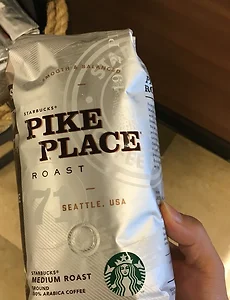 SMOOTH & BALANCED
STARBUCKS®
PIKE
PLACE®
ROAST
SEATTLE, USA
STARBUCKS®
MEDIUM ROAST
GROUND
100% ARABICA COFFEE